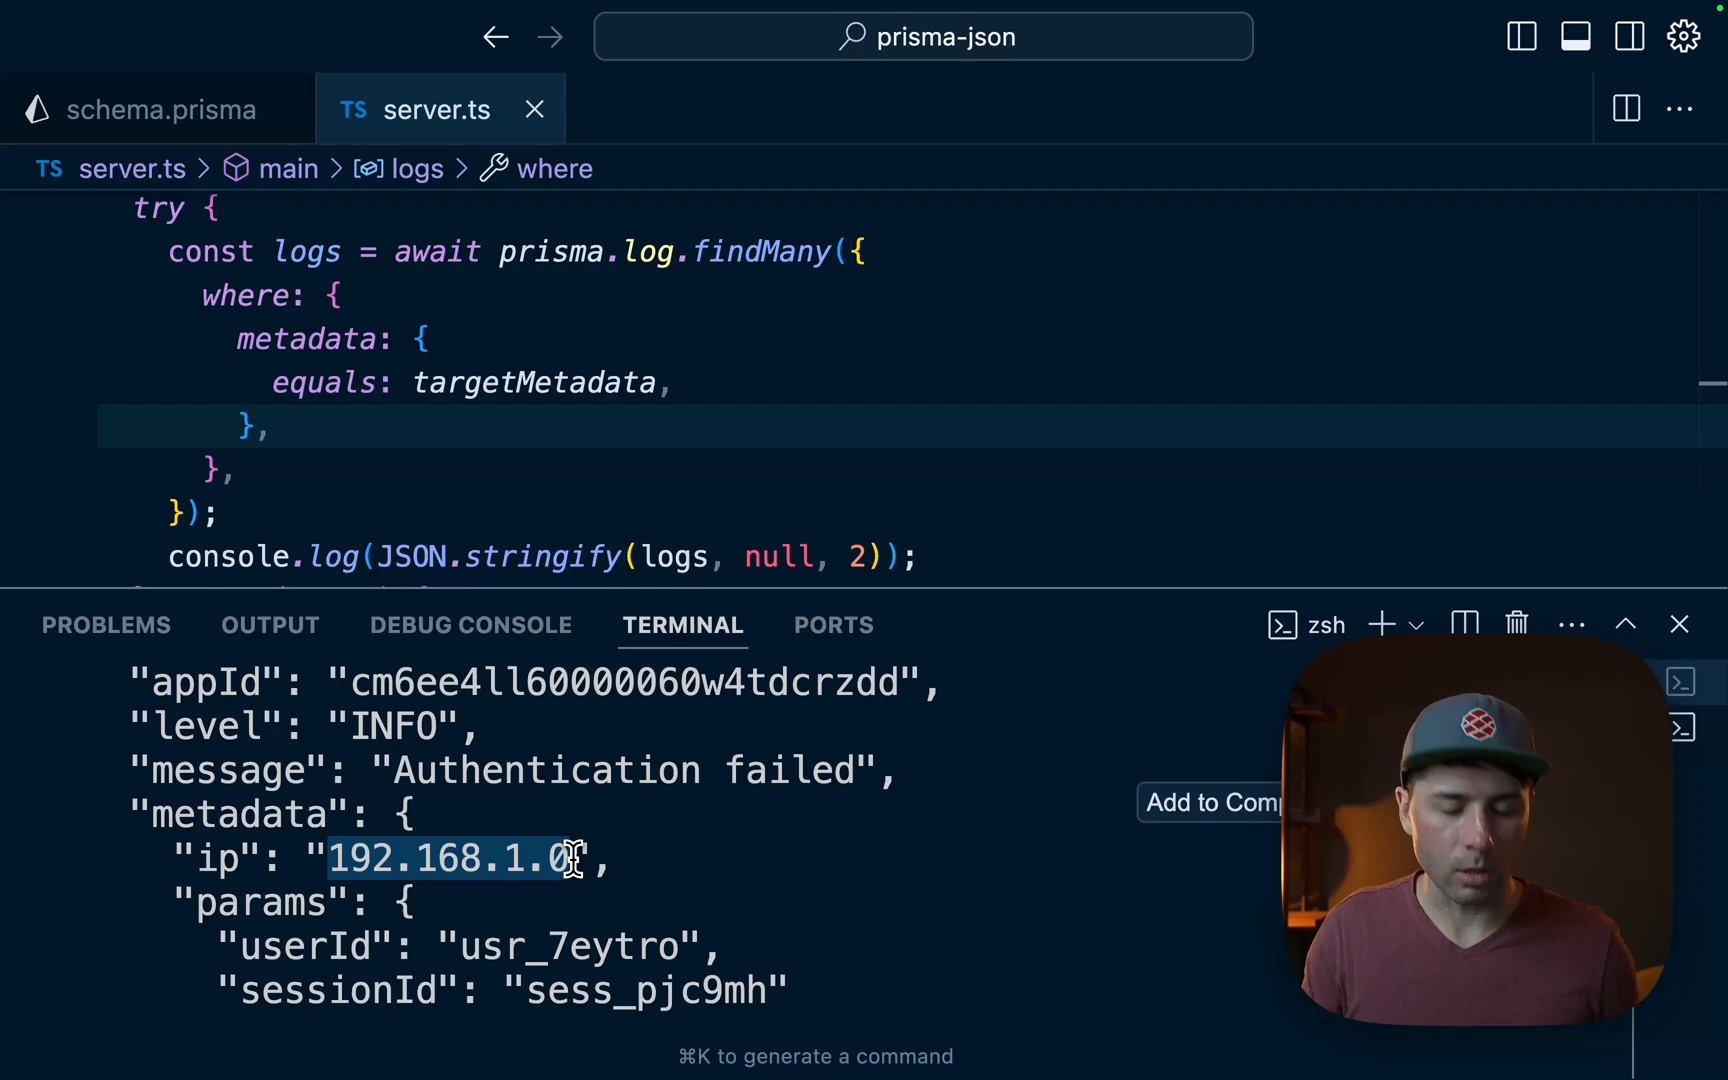 prisma-json
schema.prisma
TS server.ts
TS server.ts > main > logs > where
try {
const logs = await prisma.log.findMany({
where: {
metadata: {
equals: targetMetadata,
},
},
});
console.log(JSON.stringify(logs, null, 2));
PROBLEMS OUTPUT DEBUG CONSOLE TERMINAL PORTS zsh
"appId": "cm6ee4ll60000060w4tdcrzdd",
"level": "INFO",
"message": "Authentication failed",
"metadata": {
Add to Comp
"ip": "192.168.1.0",
"params": {
"userId": "usr_7eytro",
"sessionId": "sess_pjc9mh"
⌘K to generate a command